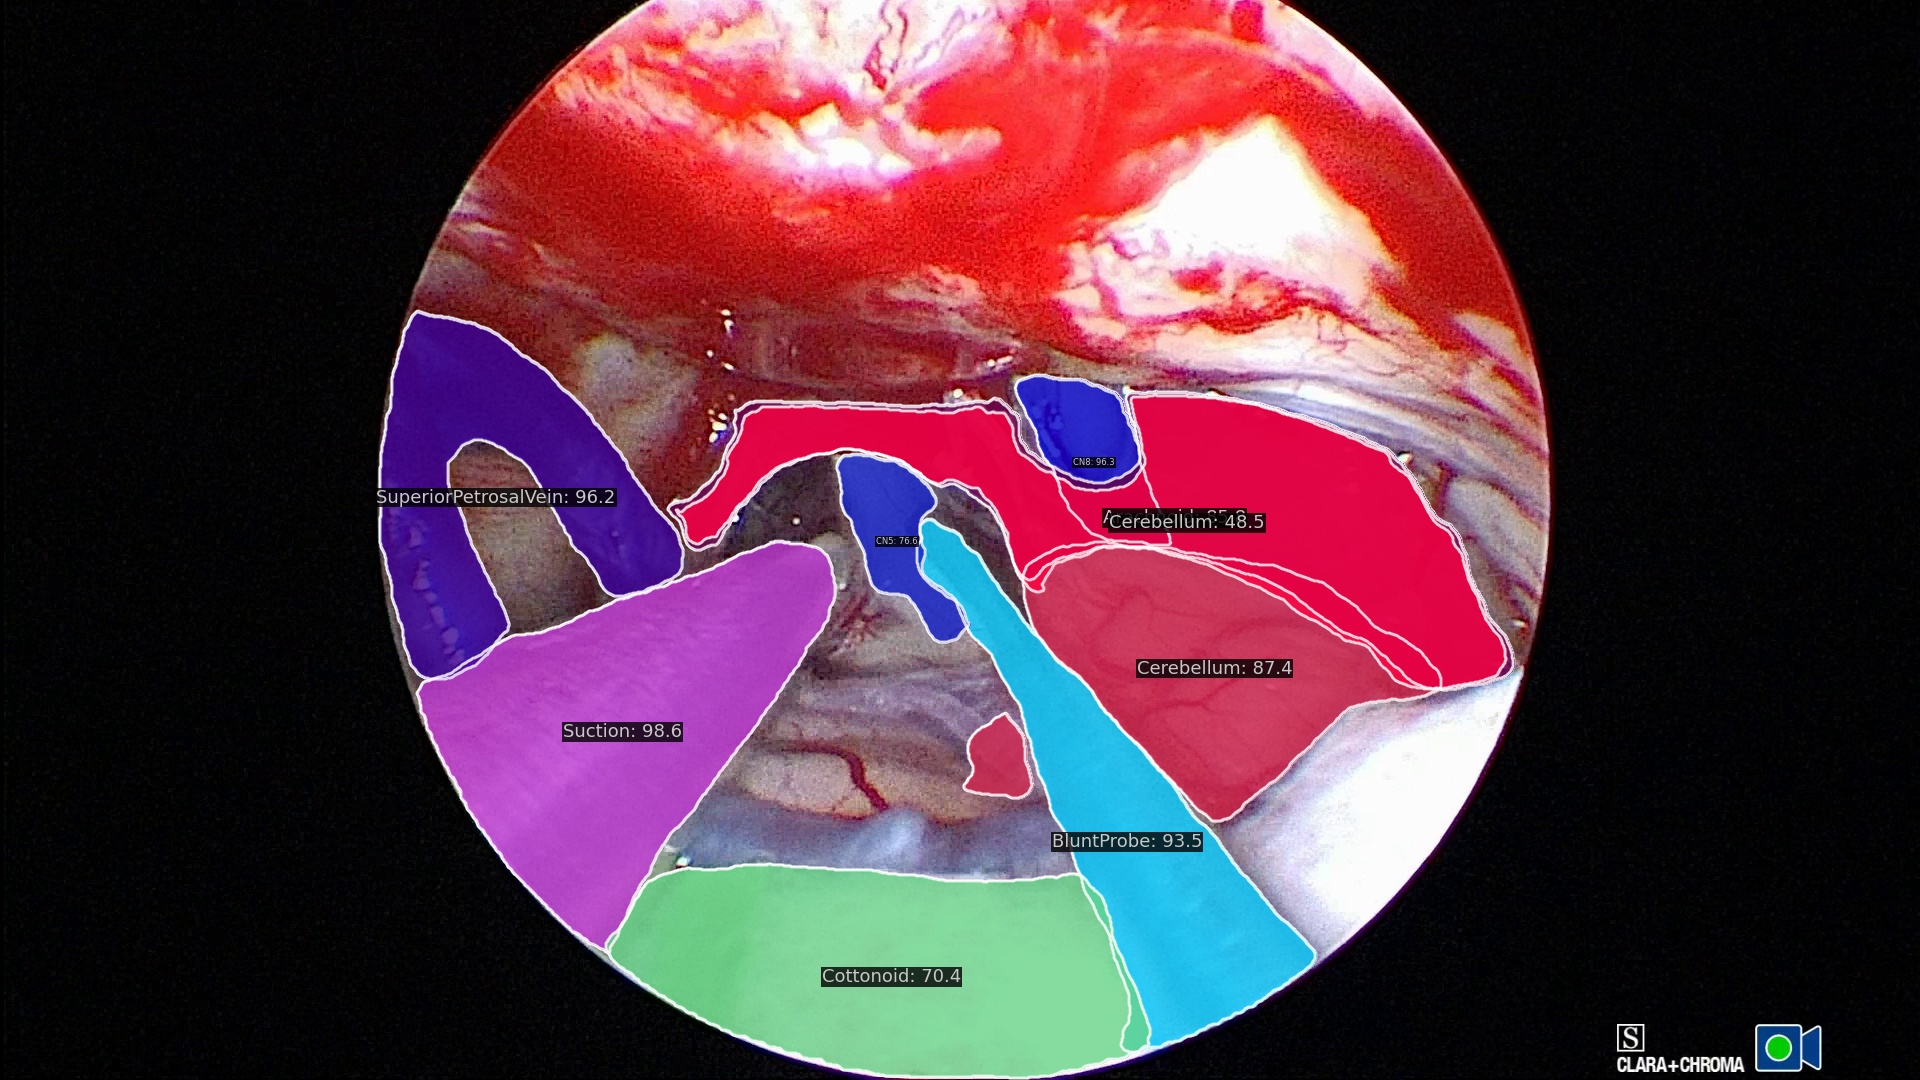 CN8: 96.3
SuperiorPetrosalVein: 96.2
Cerebellum: 48.5
CN5: 76.6
Cerebellum: 87.4
Suction: 98.6
BluntProbe: 93.5
Cottonoid: 70.4
S
CLARA+CHROMA